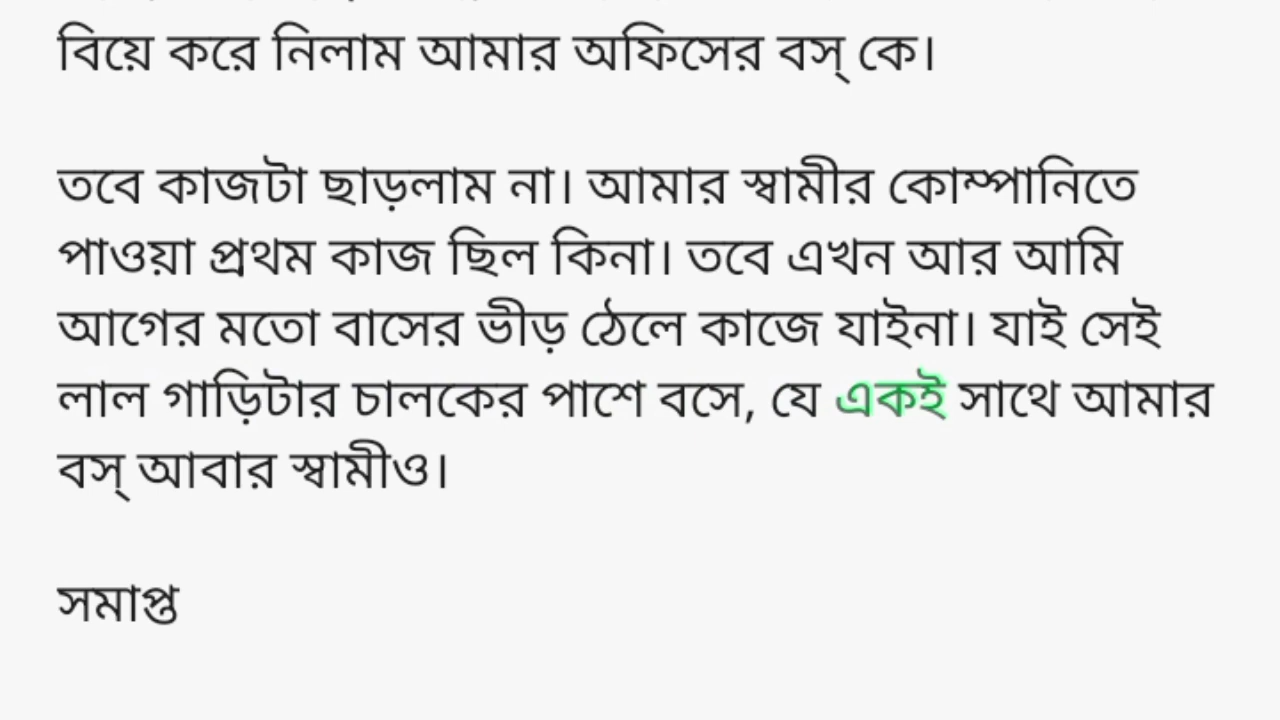 বিয়ে করে নিলাম আমার অফিসের বস্ কে।
তবে কাজটা ছাড়লাম না। আমার স্বামীর কোম্পানিতে
পাওয়া প্রথম কাজ ছিল কিনা। তবে এখন আর আমি
আগের মতো বাসের ভীড় ঠেলে কাজে যাইনা। যাই সেই
লাল গাড়িটার চালকের পাশে বসে, যে একই সাথে আমার
বস্ আবার স্বামীও।
সমাপ্ত